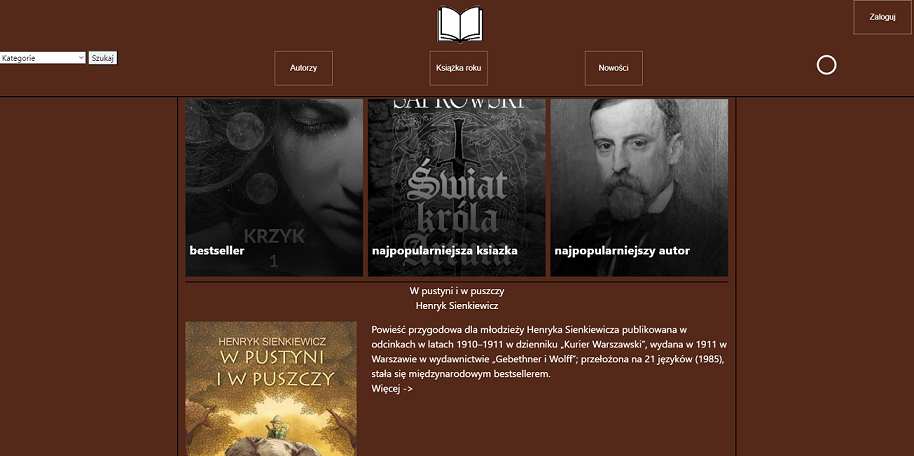 Zaloguj
Kategorie
Szukaj
Autorzy
Książka roku
Nowości
KRZYK
1
bestseller
SAPKOWSKI
Świat
króla
Artura
najpopularniejsza ksiazka
najpopularniejszy autor
W pustyni i w puszczy
Henryk Sienkiewicz
HENRYK SIENKIEWICZ
W PUSTYNI
I W PUSZCZY
Powieść przygodowa dla młodzieży Henryka Sienkiewicza publikowana w
odcinkach w latach 1910–1911 w dzienniku „Kurier Warszawski”, wydana w 1911 w
Warszawie w wydawnictwie „Gebethner i Wolff”; przełożona na 21 języków (1985),
stała się międzynarodowym bestsellerem.
Więcej ->